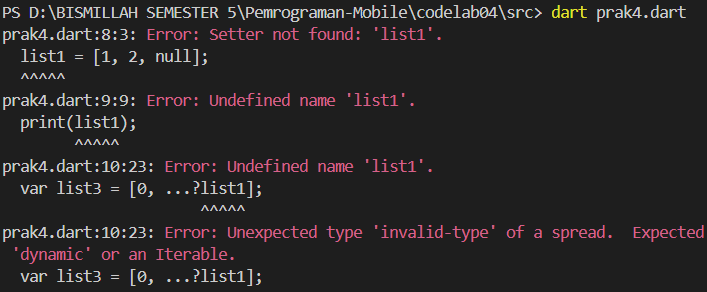 PS D:\BISMILLAH SEMESTER 5\Pemrograman-Mobile\codelab04\src> dart prak4.dart
prak4.dart:8:3: Error: Setter not found: 'list1'.
  list1 = [1, 2, null];
  ^^^^^
prak4.dart:9:9: Error: Undefined name 'list1'.
  print(list1);
        ^^^^^
prak4.dart:10:23: Error: Undefined name 'list1'.
  var list3 = [0, ...?list1];
                      ^^^^^
prak4.dart:10:23: Error: Unexpected type 'invalid-type' of a spread.  Expected
 'dynamic' or an Iterable.
  var list3 = [0, ...?list1];